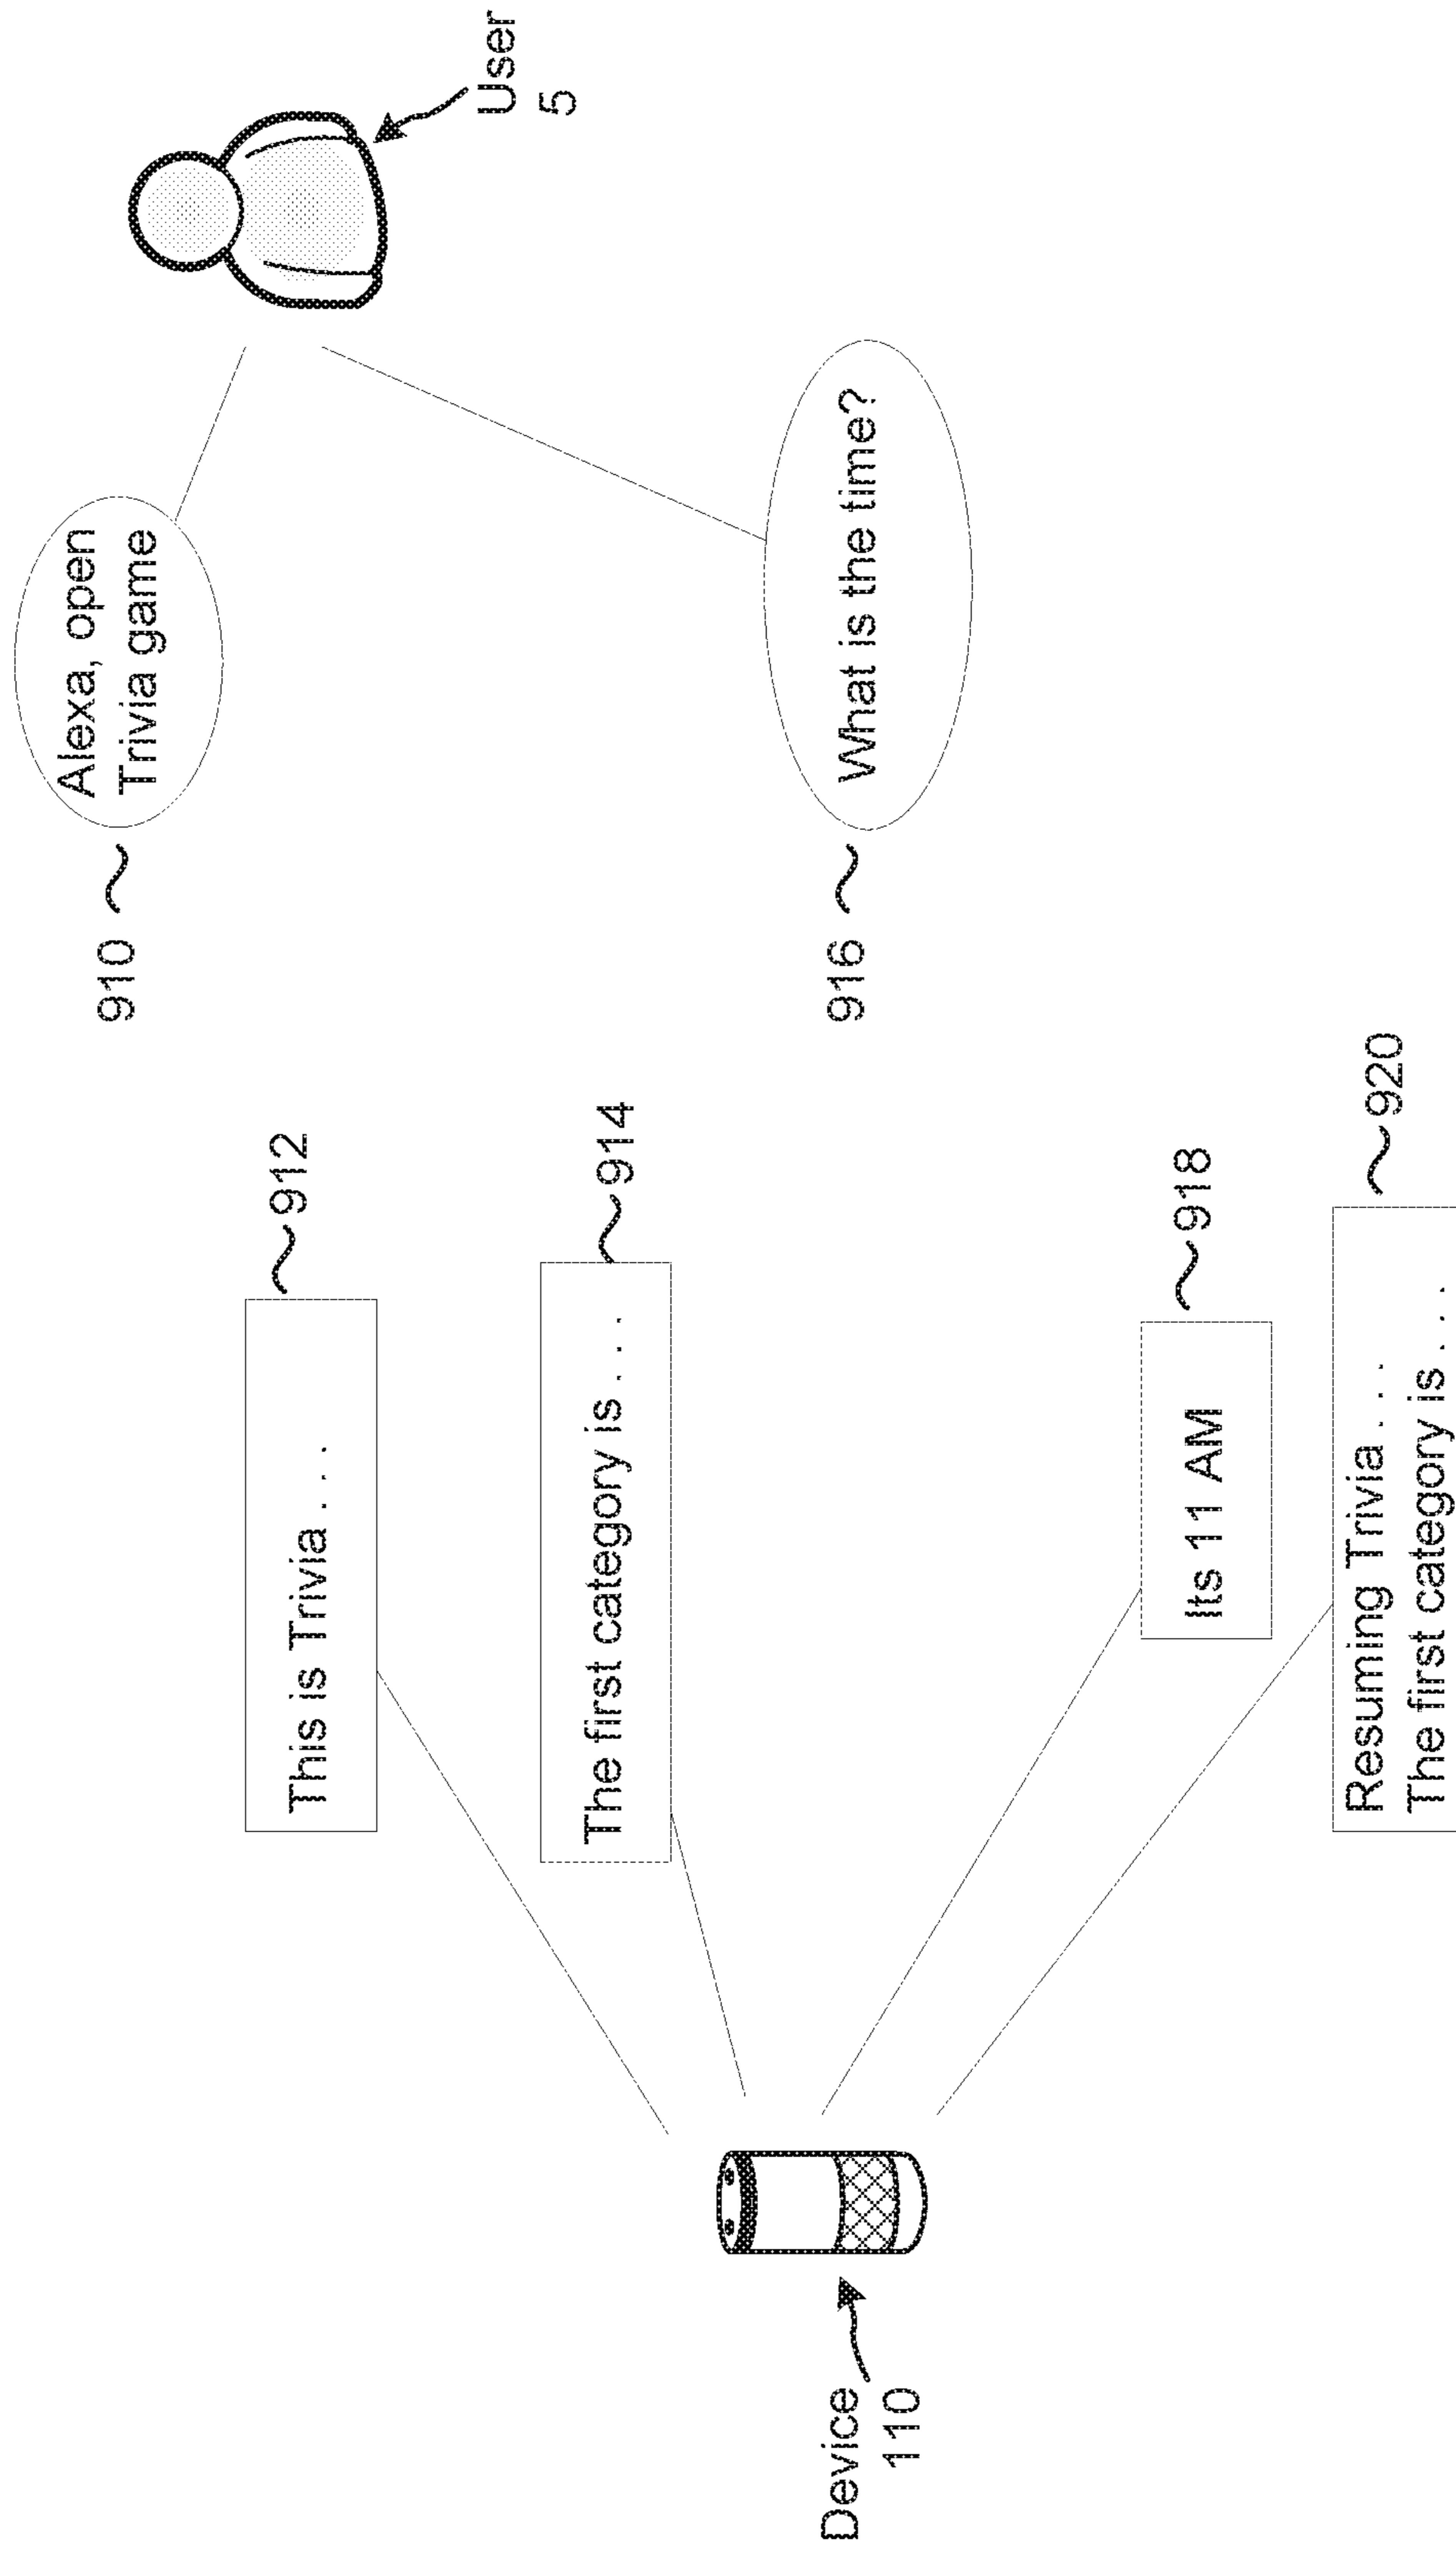 Alexa, open
Trivia game
910
User
5
This is Trivia . . .
912
The first category is . . .
914
What is the time?
916
Device
110
Its 11 AM
918
Resuming Trivia . . .
The first category is . . .
920